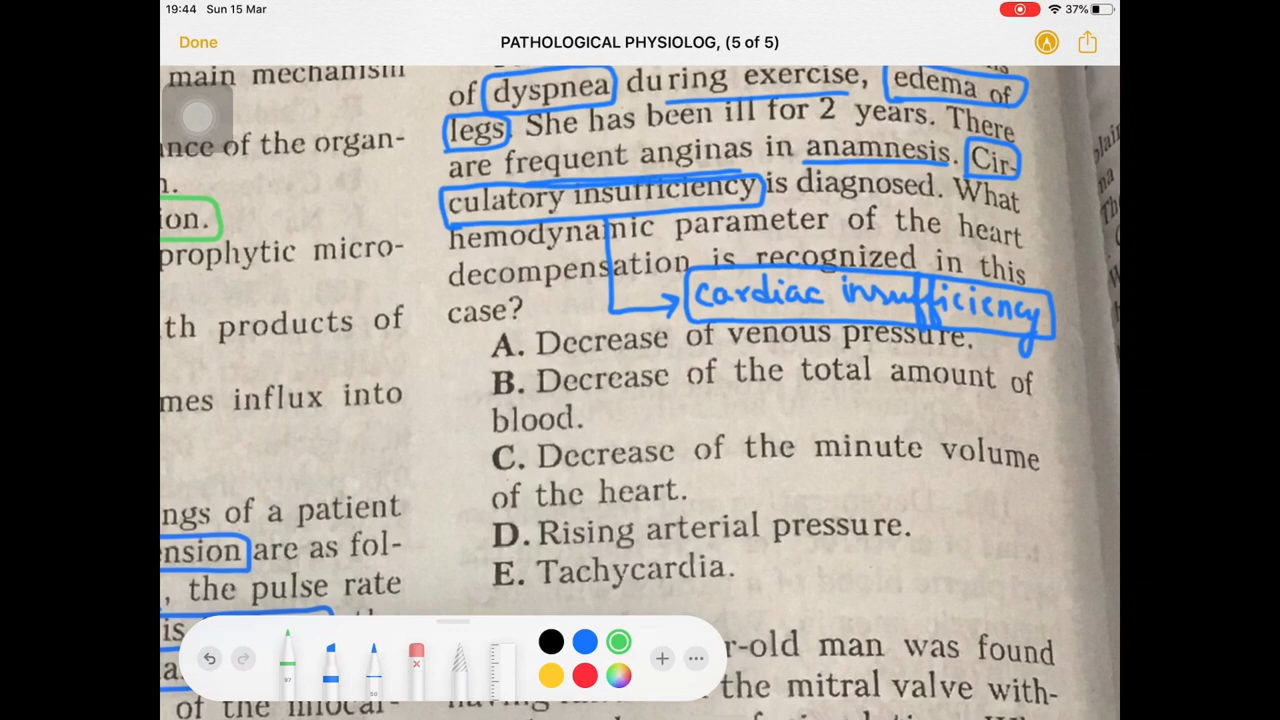 19:44 Sun 15 Mar
37%
Done
PATHOLOGICAL PHYSIOLOG, (5 of 5)
main mechanism
ance of the organ-
ion.
prophytic micro-
th products of
mes influx into
ngs of a patient
ension are as fol-
, the pulse rate
is
of dyspnea during exercise, edema of
legs. She has been ill for 2 years. There
are frequent anginas in anamnesis. Cir-
culatory insufficiency is diagnosed. What
hemodynamic parameter of the heart
decompensation is recognized in this
case?
cardiac insufficiency
A. Decrease of venous pressure.
B. Decrease of the total amount of
blood.
C. Decrease of the minute volume
of the heart.
D. Rising arterial pressure.
E. Tachycardia.
r-old man was found
the mitral valve with-
97
50